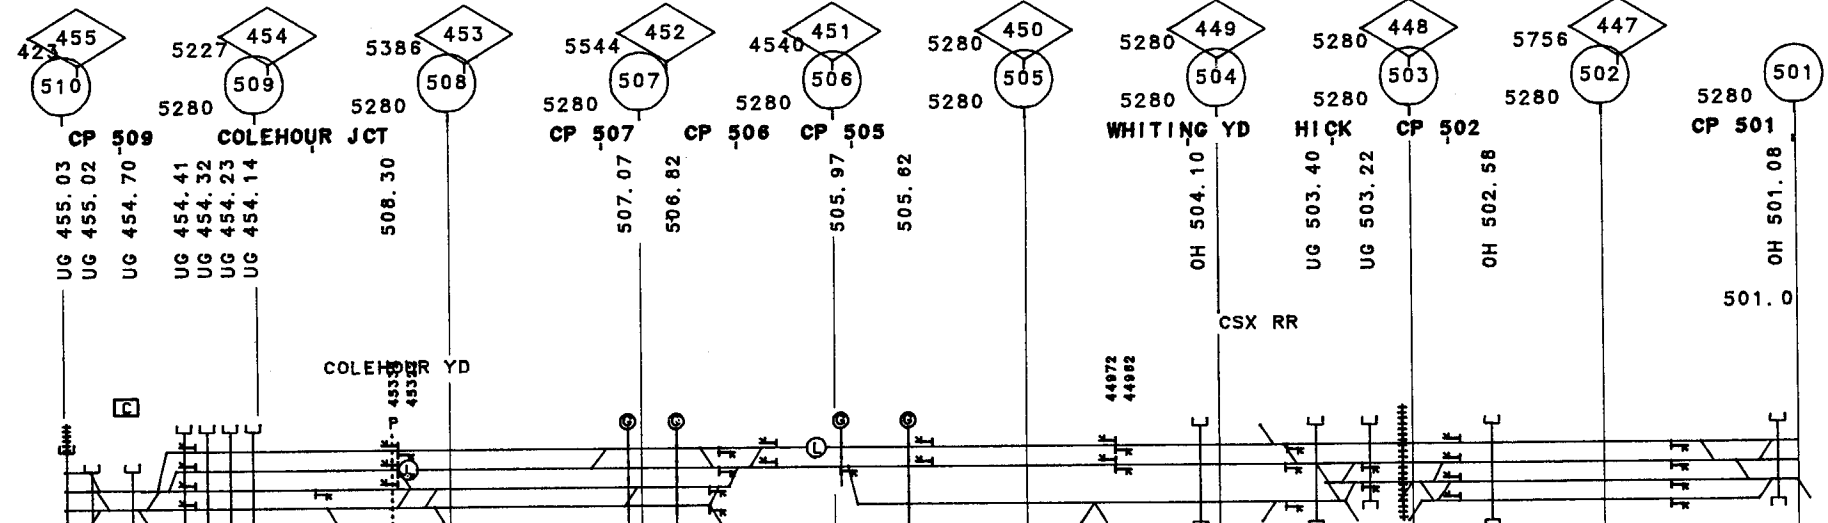 455 454 453 452 451 450 449 448 447
423 5227 5386 5544 4540 5280 5280 5280 5756
510 509 508 507 506 505 504 503 502 501
5280 5280 5280 5280 5280 5280 5280 5280 5280
CP 509 COLEHOUR JCT CP 507 CP 506 CP 505 WHITING YD HICK CP 502 CP 501
UG 455.03
UG 455.02
UG 454.70
UG 454.41
UG 454.32
UG 454.23
UG 454.14
508.30
507.07
506.82
505.97
505.62
OH 504.10
UG 503.40
UG 503.22
OH 502.58
OH 501.08
501.0
CSX RR
COLEHOUR YD
44972
44962
C
P
G G G G
L
L